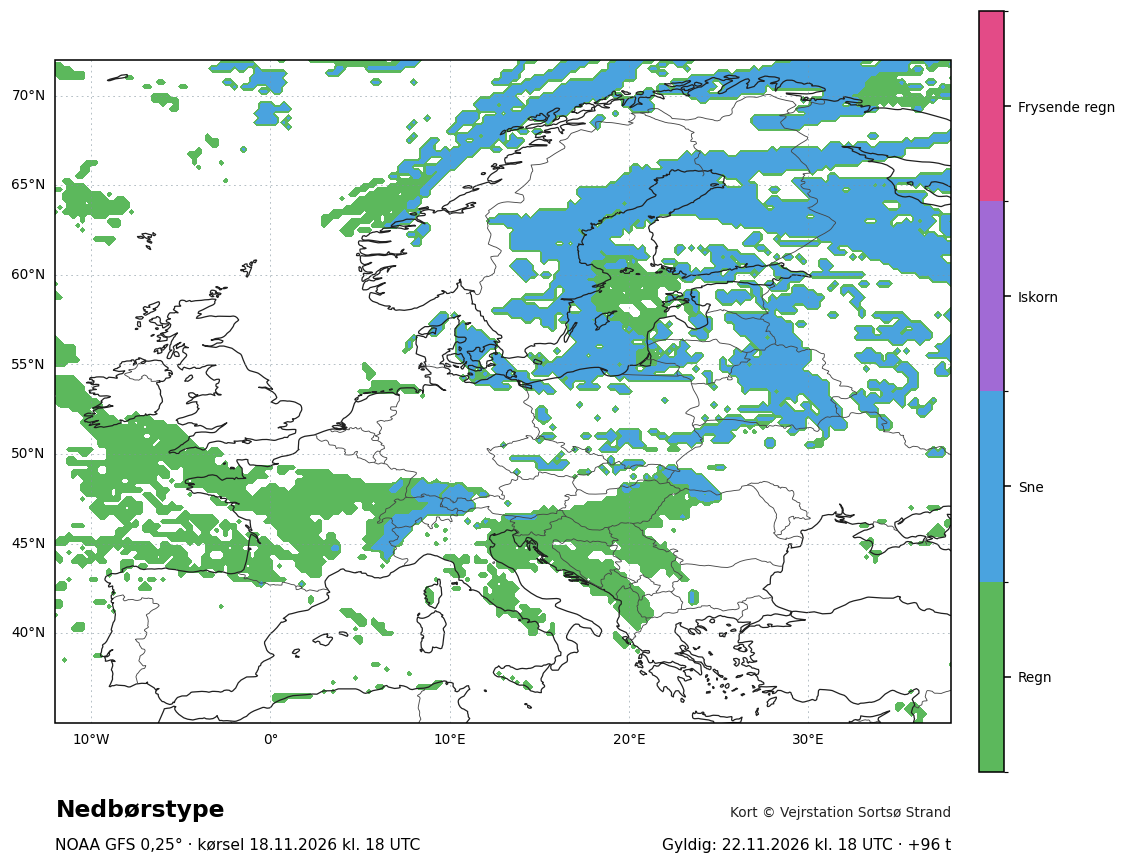 70°N
65°N
60°N
55°N
50°N
45°N
40°N
10°W
0°
10°E
20°E
30°E
Frysende regn
Iskorn
Sne
Regn
Nedbørstype
Kort © Vejrstation Sortsø Strand
NOAA GFS 0,25° · kørsel 18.11.2026 kl. 18 UTC
Gyldig: 22.11.2026 kl. 18 UTC · +96 t